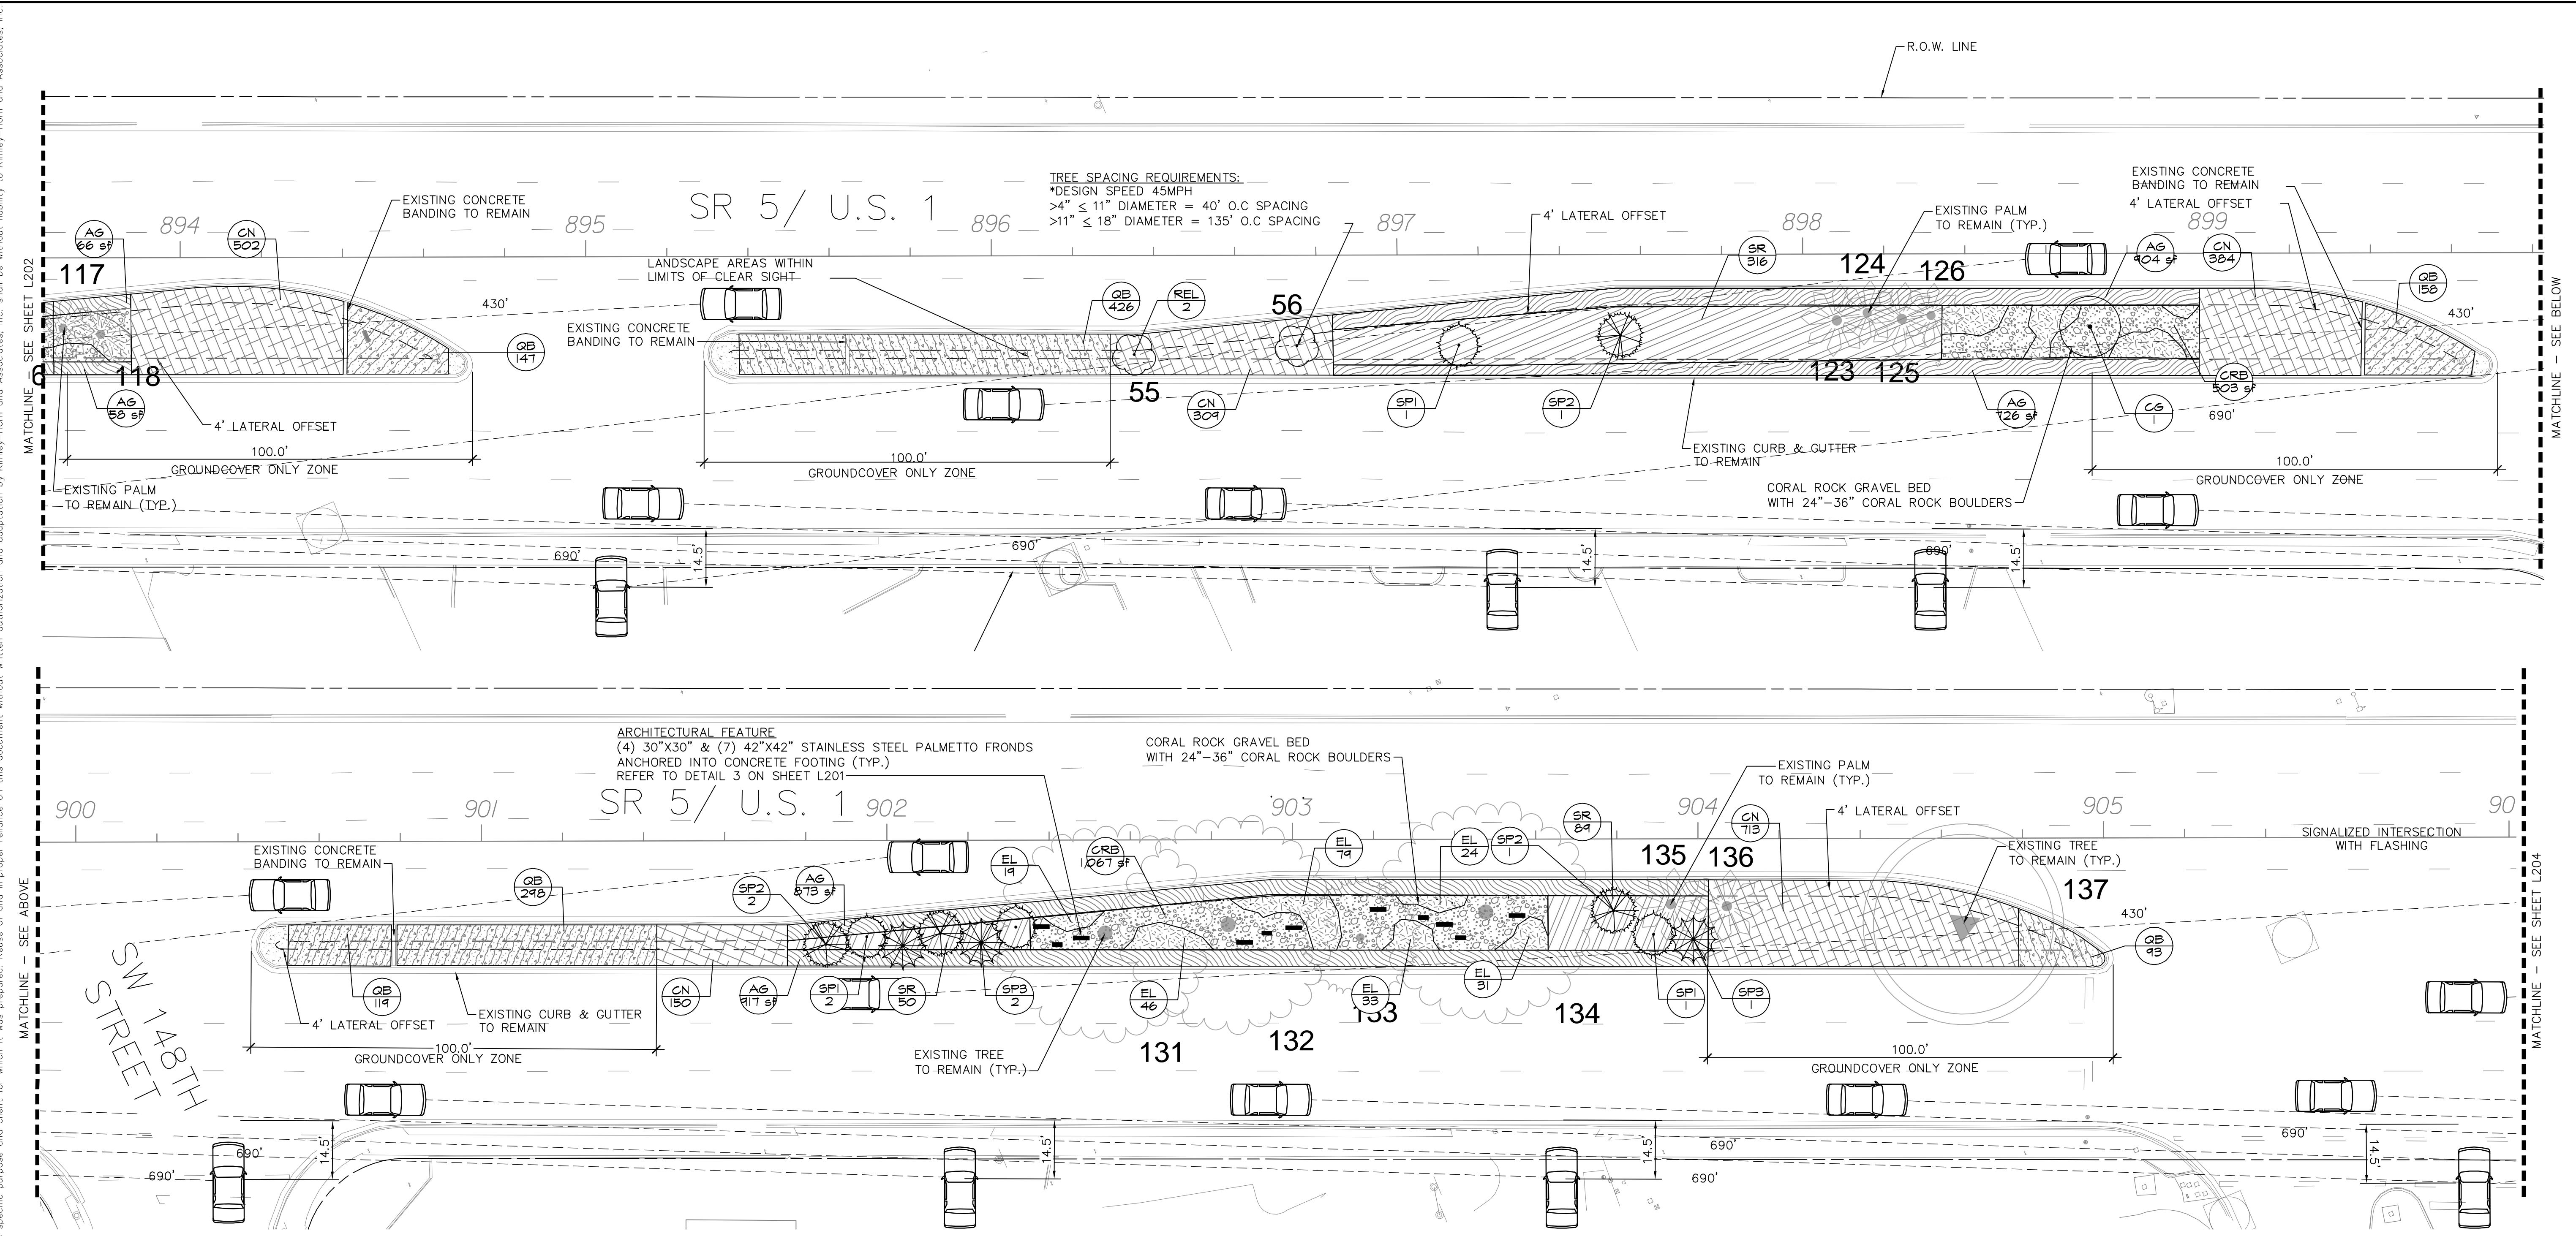 R.O.W. LINE
TREE SPACING REQUIREMENTS:
*DESIGN SPEED 45MPH
>4" ≤ 11" DIAMETER = 40' O.C SPACING
>11" ≤ 18" DIAMETER = 135' O.C SPACING
EXISTING CONCRETE
BANDING TO REMAIN
4' LATERAL OFFSET
EXISTING CONCRETE
BANDING TO REMAIN
4' LATERAL OFFSET
EXISTING PALM
TO REMAIN (TYP.)
894
895
SR 5/ U.S. 1
896
897
898
899
AG
66 sf
CN
502
SR
316
AG
904 sf
CN
384
MATCHLINE - SEE SHEET L202
117
LANDSCAPE AREAS WITHIN
LIMITS OF CLEAR SIGHT
124
126
430'
QB
426
REL
2
56
QB
158
430'
MATCHLINE - SEE BELOW
EXISTING CONCRETE
BANDING TO REMAIN
QB
147
6
118
55
123
125
CRB
503 sf
AG
58 sf
CN
309
SP1
1
SP2
1
AG
726 sf
CG
1
690'
4' LATERAL OFFSET
100.0'
GROUNDCOVER ONLY ZONE
100.0'
GROUNDCOVER ONLY ZONE
EXISTING CURB & GUTTER
TO REMAIN
100.0'
GROUNDCOVER ONLY ZONE
EXISTING PALM
TO REMAIN (TYP.)
CORAL ROCK GRAVEL BED
WITH 24"-36" CORAL ROCK BOULDERS
690'
690'
690'
14.5'
14.5'
14.5'
ARCHITECTURAL FEATURE
(4) 30"X30" & (7) 42"X42" STAINLESS STEEL PALMETTO FRONDS
ANCHORED INTO CONCRETE FOOTING (TYP.)
REFER TO DETAIL 3 ON SHEET L201
CORAL ROCK GRAVEL BED
WITH 24"-36" CORAL ROCK BOULDERS
EXISTING PALM
TO REMAIN (TYP.)
900
901
SR 5/ U.S. 1
902
903
904
905
90
4' LATERAL OFFSET
SIGNALIZED INTERSECTION
WITH FLASHING
SR
89
CN
713
EXISTING CONCRETE
BANDING TO REMAIN
EL
19
CRB
1,067 sf
EL
79
EL
24
SP2
1
135
136
EXISTING TREE
TO REMAIN (TYP.)
137
QB
298
SP2
2
AG
873 sf
430'
MATCHLINE - SEE ABOVE
MATCHLINE - SEE SHEET L204
QB
93
SW 148TH
STREET
QB
119
CN
150
AG
917 sf
SP1
2
SR
50
SP3
2
EL
46
EL
33
EL
31
SP1
1
SP3
1
4' LATERAL OFFSET
EXISTING CURB & GUTTER
TO REMAIN
133
134
132
131
100.0'
GROUNDCOVER ONLY ZONE
EXISTING TREE
TO REMAIN (TYP.)
100.0'
GROUNDCOVER ONLY ZONE
690'
690'
690'
690'
690'
14.5'
14.5'
14.5'
14.5'